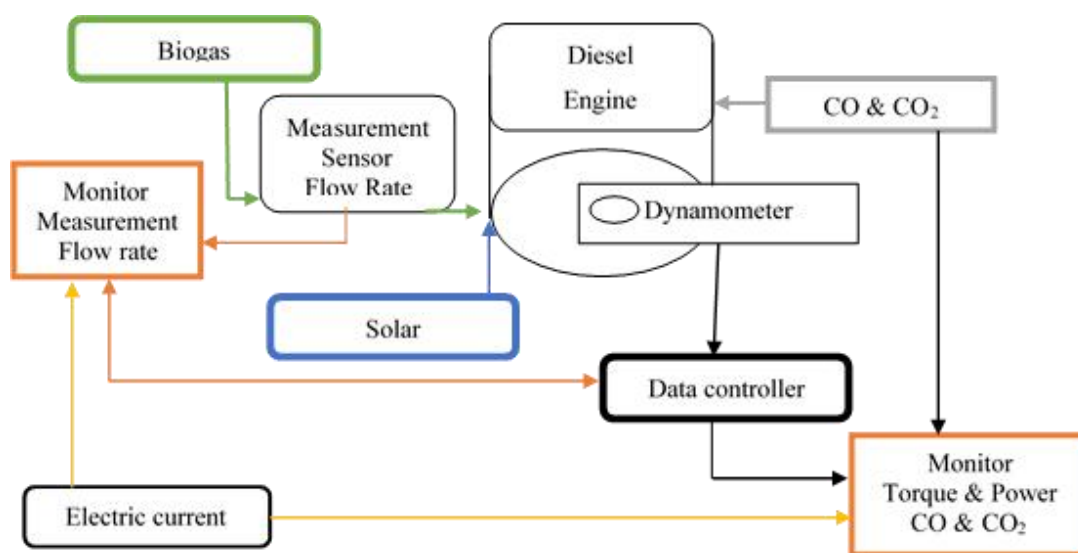 Biogas
Diesel
Engine
CO & CO₂
Measurement
Sensor
Flow Rate
Monitor
Measurement
Flow rate
Dynamometer
Solar
Data controller
Electric current
Monitor
Torque & Power
CO & CO₂